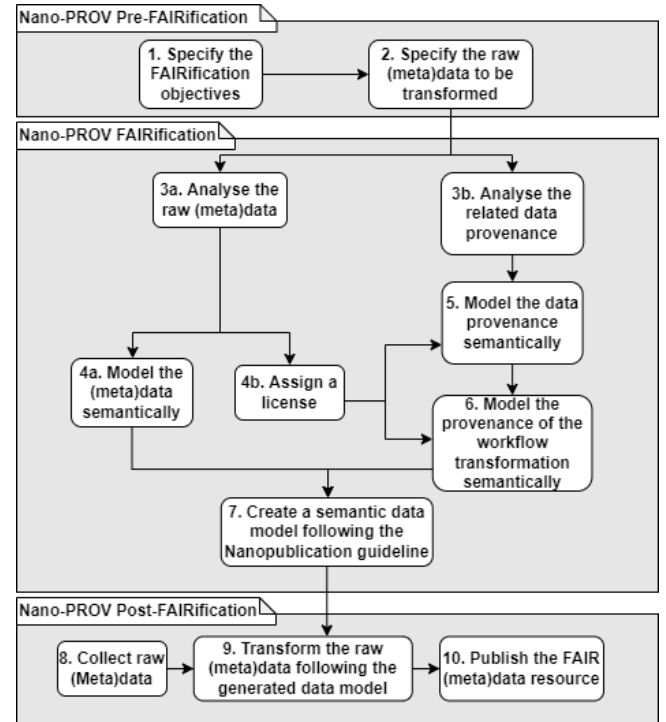 Nano-PROV Pre-FAIRification
1. Specify the
FAIRification
objectives
2. Specify the raw
(meta)data to be
transformed
Nano-PROV FAIRification
3a. Analyse the
raw (meta)data
3b. Analyse the
related data
provenance
5. Model the data
provenance
semantically
4a. Model the
(meta)data
semantically
4b. Assign a
license
6. Model the
provenance of the
workflow
transformation
semantically
7. Create a semantic data
model following the
Nanopublication guideline
Nano-PROV Post-FAIRification
8. Collect raw
(Meta)data
9. Transform the raw
(meta)data following the
generated data model
10. Publish the FAIR
(meta)data resource